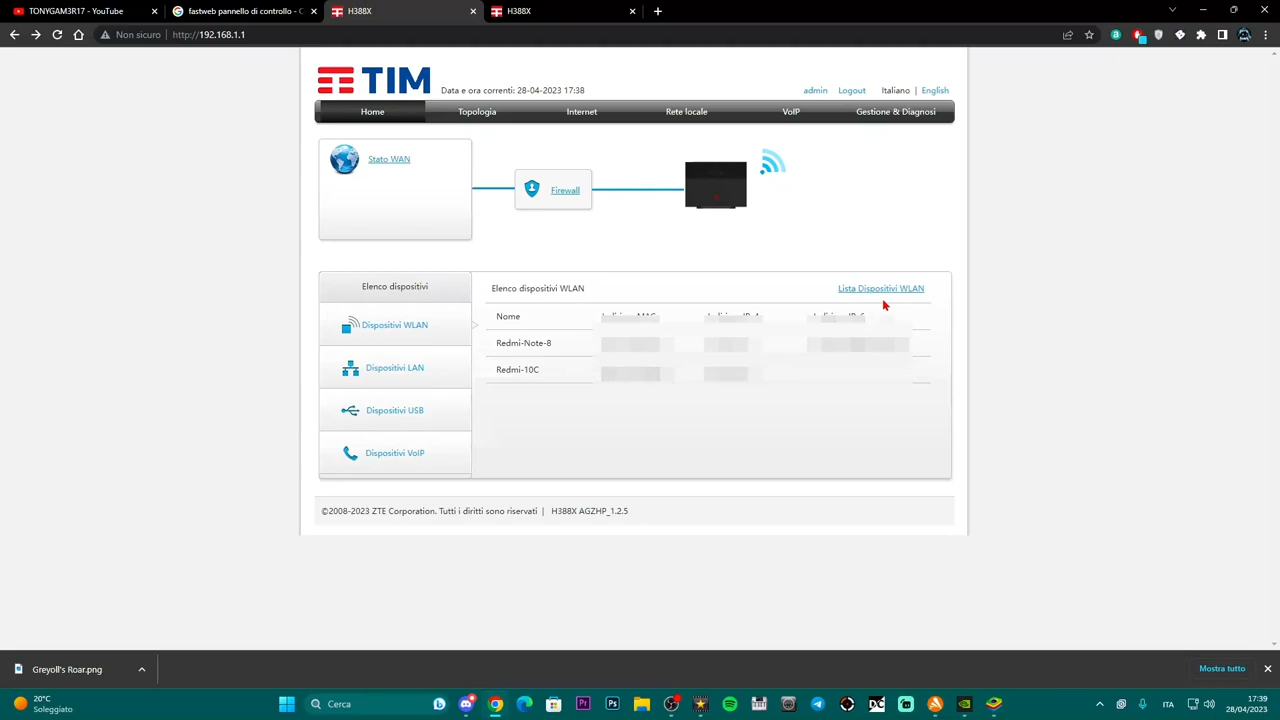 TONYGAM3R17 - YouTube
fastweb pannello di controllo - C
H388X
H388X
Non sicuro
http://192.168.1.1
TIM
Data e ora correnti: 28-04-2023 17:38
admin Logout Italiano | English
Home Topologia Internet Rete locale VoIP Gestione & Diagnosi
Stato WAN
Firewall
Elenco dispositivi
Dispositivi WLAN
Dispositivi LAN
Dispositivi USB
Dispositivi VoIP
Elenco dispositivi WLAN
Lista Dispositivi WLAN
Nome
Redmi-Note-8
Redmi-10C
©2008-2023 ZTE Corporation. Tutti i diritti sono riservati | H388X AGZHP_1.2.5
Greyoll's Roar.png
Mostra tutto
20°C
Soleggiato
Cerca
ITA
17:39
28/04/2023